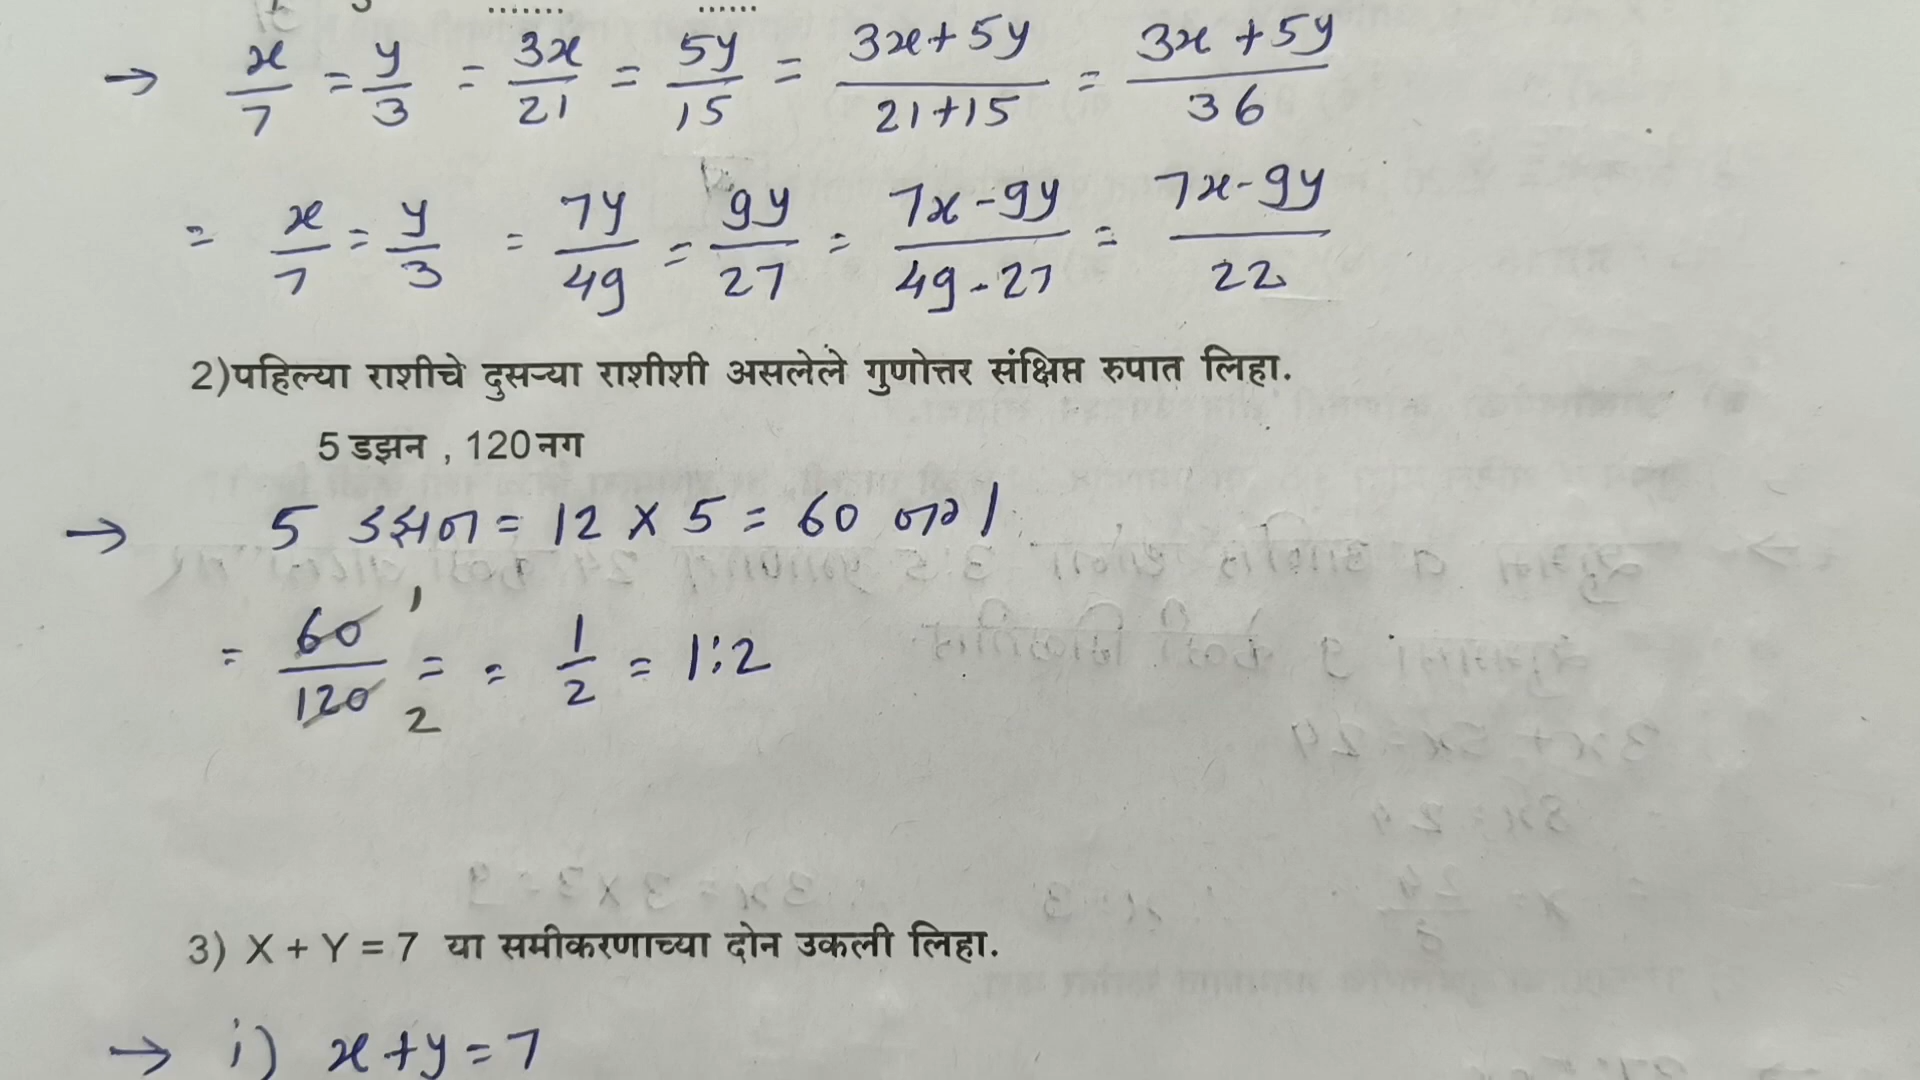 → x/7 = y/3 = 3x/21 = 5y/15 = 3x+5y/21+15 = 3x+5y/36
= x/7 = y/3 = 7y/49 = 9y/27 = 7x-9y/49-27 = 7x-9y/22
2)पहिल्या राशीचे दुसऱ्या राशीशी असलेले गुणोत्तर संक्षिप्त रुपात लिहा.
5 डझन , 120 नग
→ 5 डझन = 12 × 5 = 60 नग।
= 60/120 1/2 = = 1/2 = 1:2
3) X + Y = 7 या समीकरणाच्या दोन उकली लिहा.
→ i) x+y=7